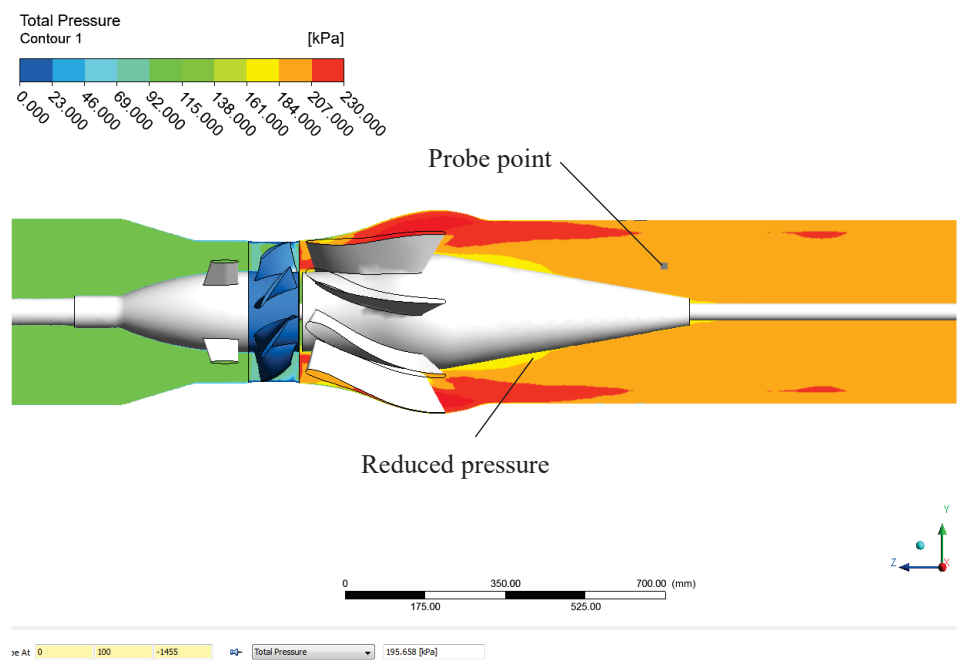 Total Pressure
Contour 1 [kPa]
0.000 23.000 46.000 69.000 92.000 115.000 138.000 161.000 184.000 207.000 230.000
Probe point
Reduced pressure
Y
Z X
0 350.00 700.00 (mm)
175.00 525.00
At 0 100 -1455 Total Pressure 195.658 [kPa]